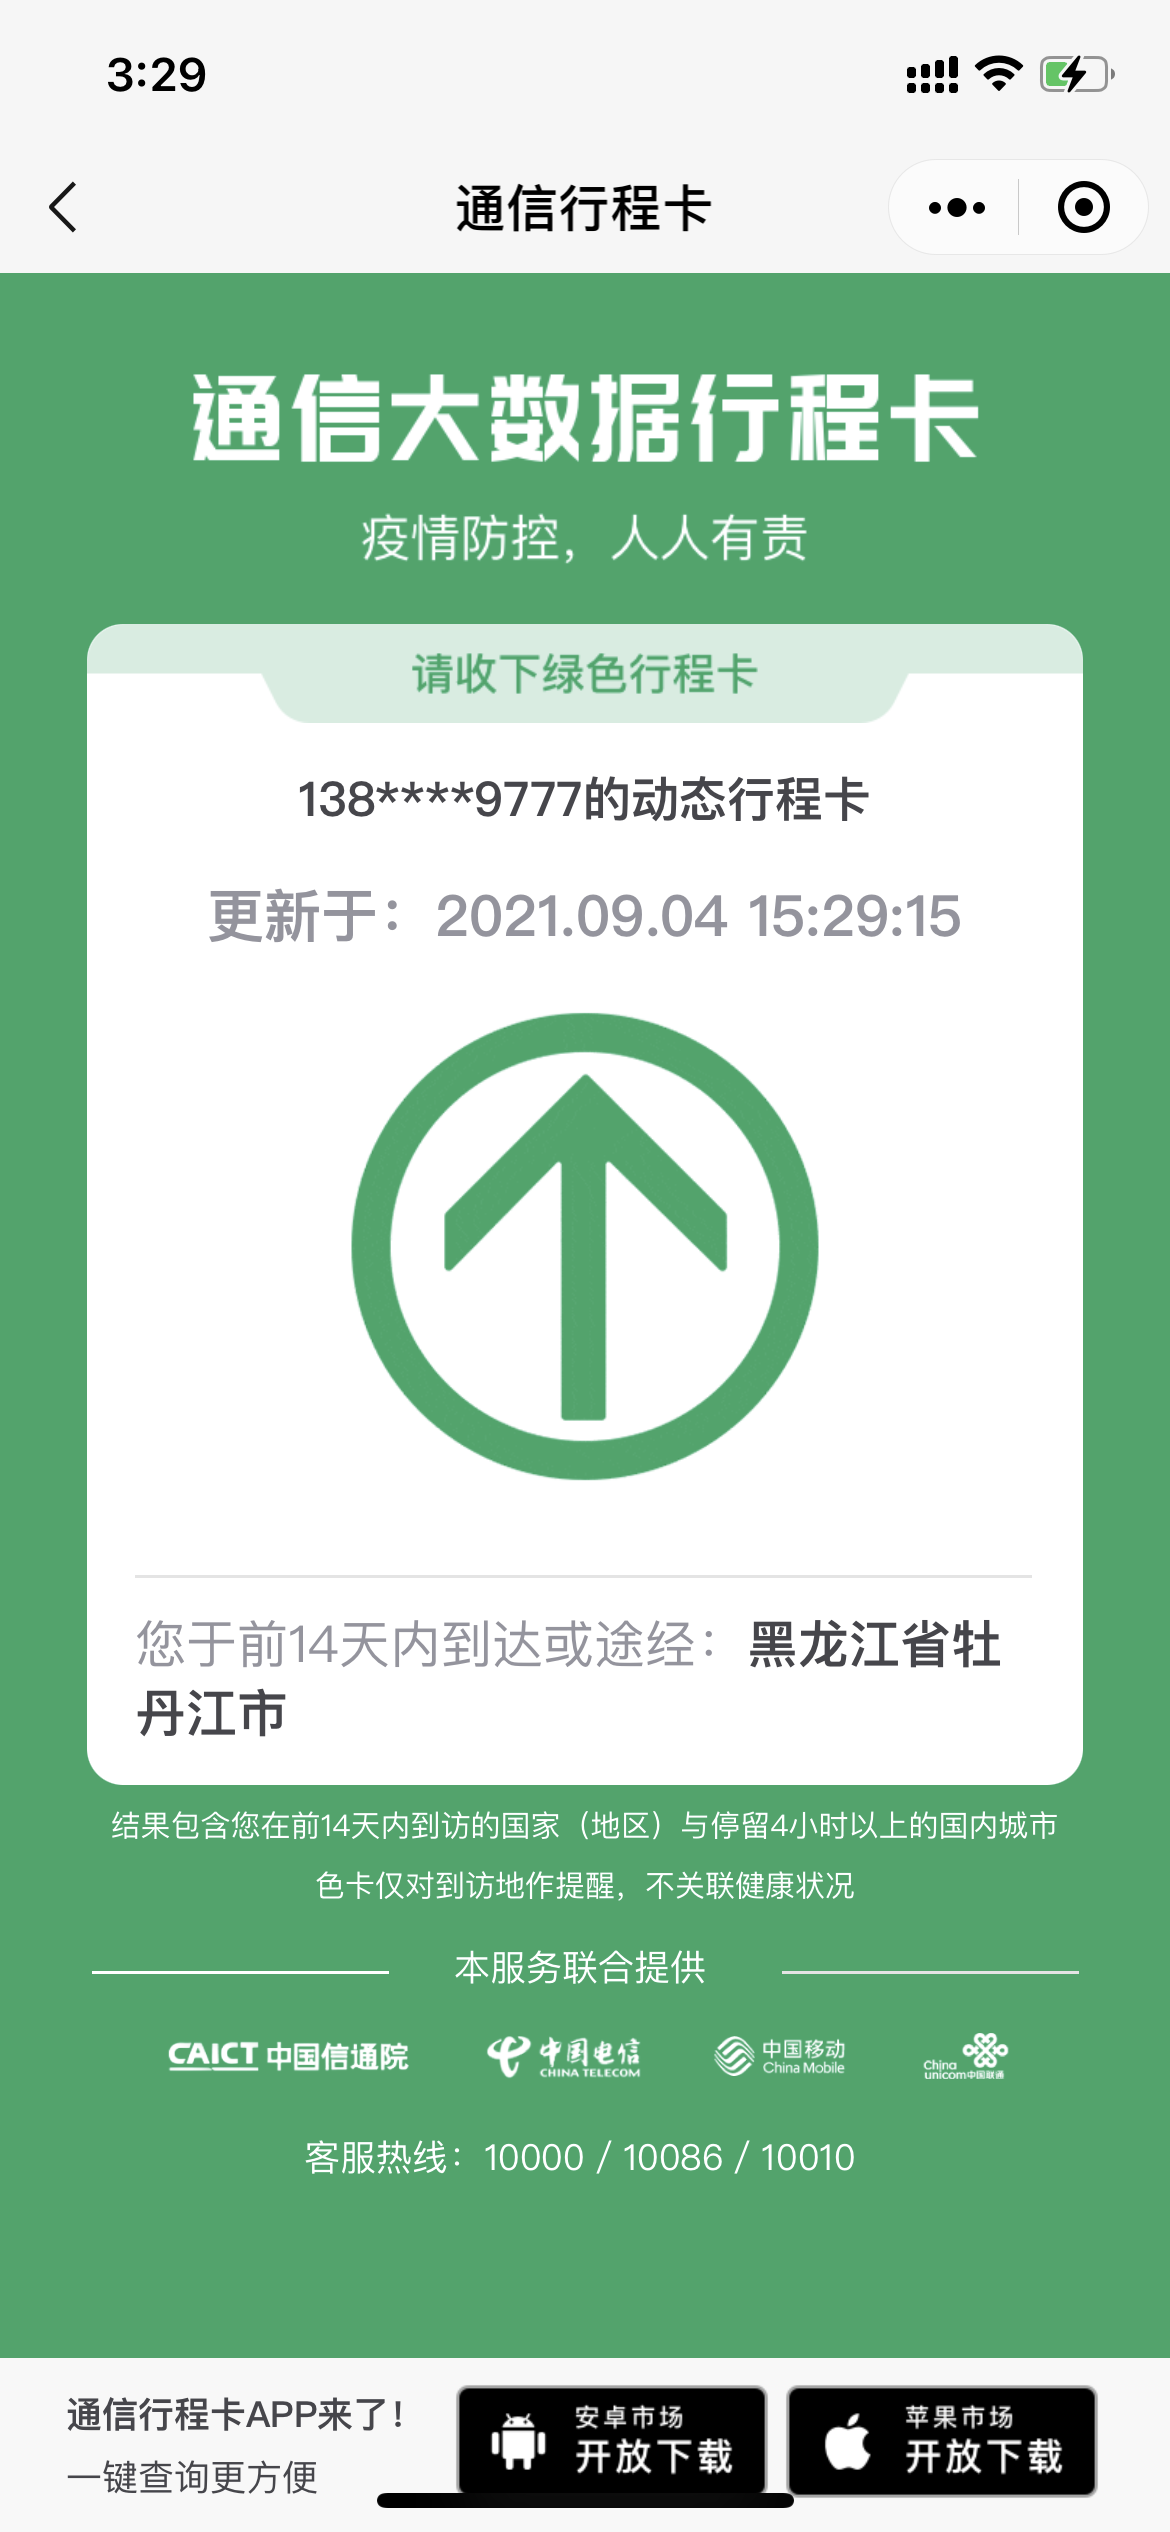 3:29
通信行程卡
通信大数据行程卡
疫情防控，人人有责
请收下绿色行程卡
138****9777的动态行程卡
更新于：2021.09.04 15:29:15
您于前14天内到达或途经：黑龙江省牡
丹江市
结果包含您在前14天内到访的国家（地区）与停留4小时以上的国内城市
色卡仅对到访地作提醒，不关联健康状况
本服务联合提供
CAICT 中国信通院
中国电信
CHINA TELECOM
中国移动
China Mobile
China
unicom中国联通
客服热线：10000 / 10086 / 10010
通信行程卡APP来了！
一键查询更方便
安卓市场
开放下载
苹果市场
开放下载